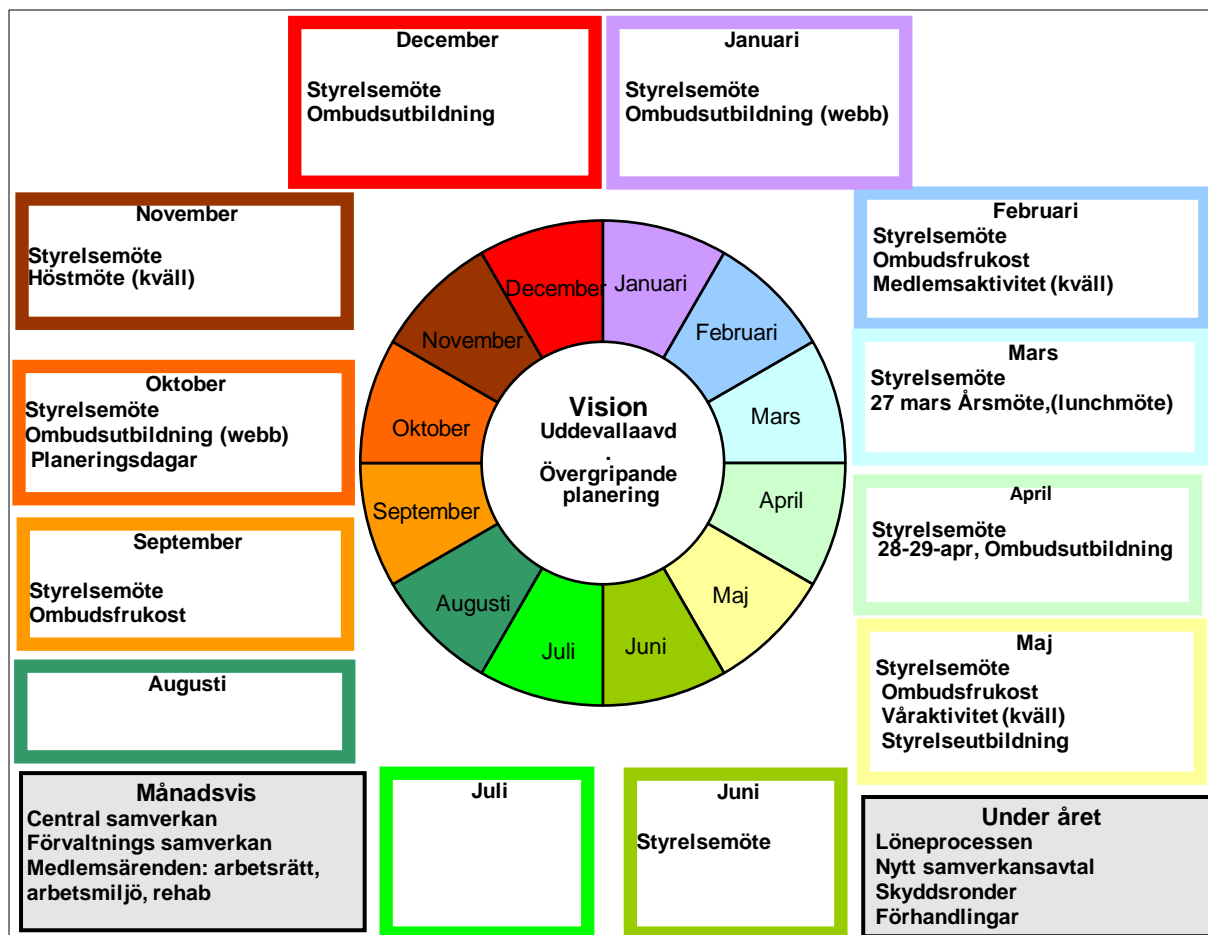 December
Styrelsemöte
Ombudsutbildning
Januari
Styrelsemöte
Ombudsutbildning (webb)
November
Styrelsemöte
Höstmöte (kväll)
Februari
Styrelsemöte
Ombudsfrukost
Medlemsaktivitet (kväll)
Mars
Styrelsemöte
27 mars Årsmöte,(lunchmöte)
Oktober
Styrelsemöte
Ombudsutbildning (webb)
Planeringsdagar
April
Styrelsemöte
28-29-apr, Ombudsutbildning
September
Styrelsemöte
Ombudsfrukost
Maj
Styrelsemöte
Ombudsfrukost
Våraktivitet (kväll)
Styrelseutbildning
Augusti
December
Januari
Februari
Mars
April
Maj
Juni
Juli
Augusti
September
Oktober
November
Vision
Uddevallaavd
.
Övergripande
planering
Månadsvis
Central samverkan
Förvaltnings samverkan
Medlemsärenden: arbetsrätt,
arbetsmiljö, rehab
Juli
Juni
Styrelsemöte
Under året
Löneprocessen
Nytt samverkansavtal
Skyddsronder
Förhandlingar